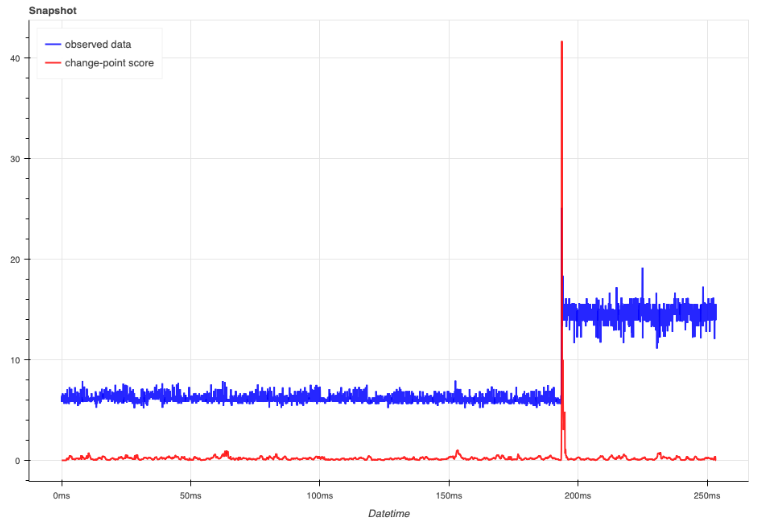 Snapshot
observed data
change-point score
40
30
20
10
0
0ms 50ms 100ms 150ms 200ms 250ms
Datetime